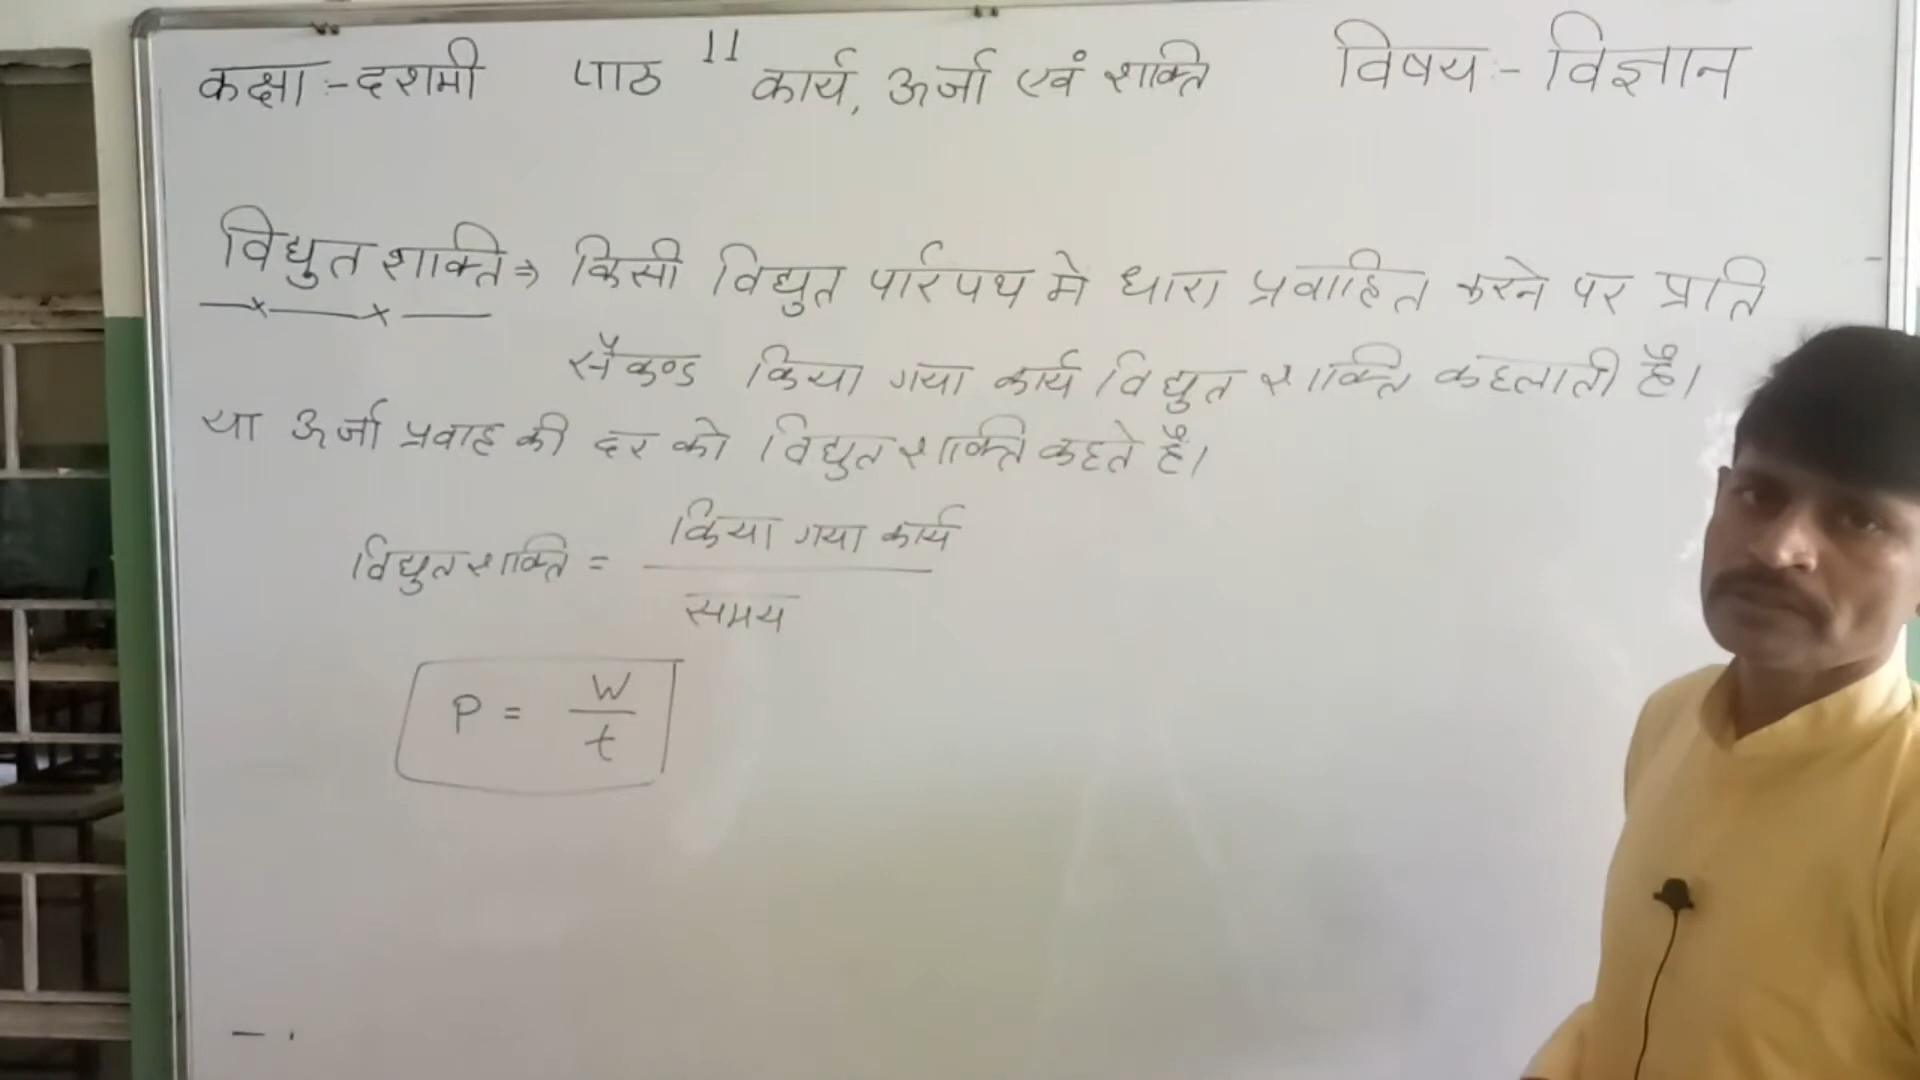 कक्षा :- दशमी पाठ 11 कार्य, ऊर्जा एवं शक्ति विषय :- विज्ञान
विद्युत शक्ति ⇒ किसी विद्युत परिपथ मे धारा प्रवाहित करने पर प्रति
सैकण्ड किया गया कार्य विद्युत शक्ति कहलाती है।
या ऊर्जा प्रवाह की दर को विद्युत शक्ति कहते है।
विद्युत शक्ति = किया गया कार्य
समय
P = W
t